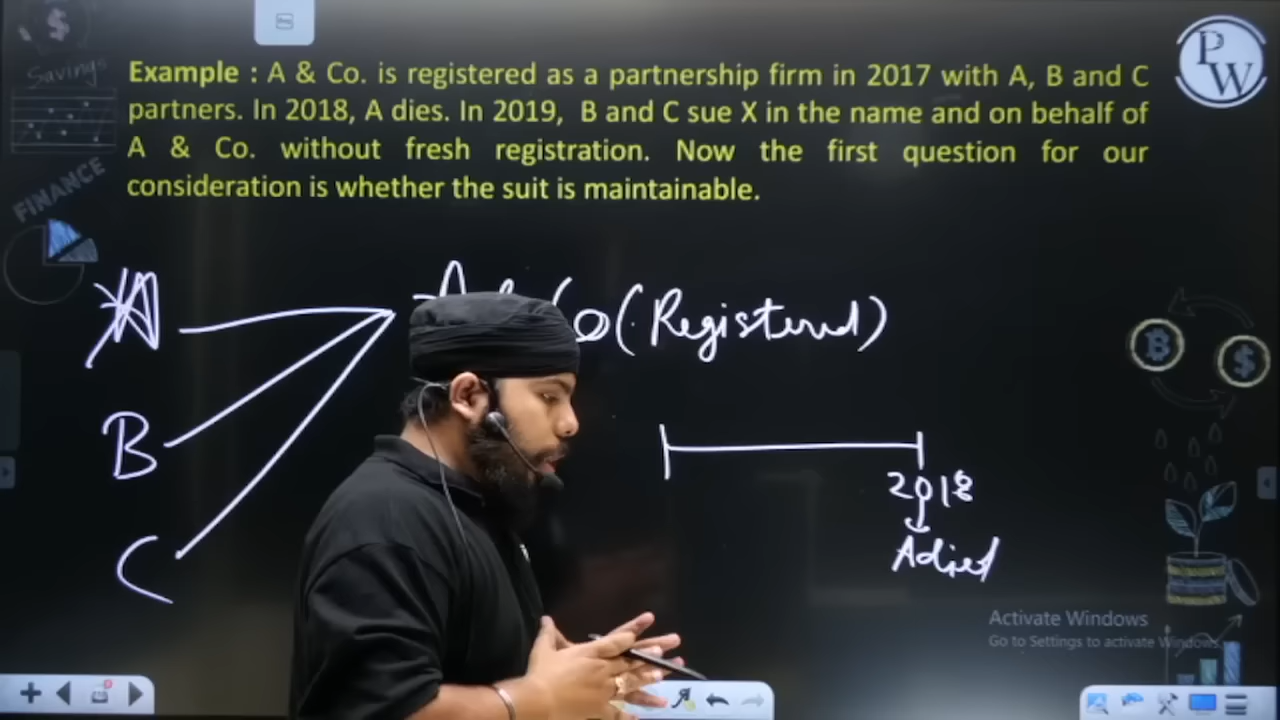 Savings
FINANCE
PW
Example : A & Co. is registered as a partnership firm in 2017 with A, B and C
partners. In 2018, A dies. In 2019, B and C sue X in the name and on behalf of
A & Co. without fresh registration. Now the first question for our
consideration is whether the suit is maintainable.
A
(Registered)
B
C
2018
A died
Activate Windows
Go to Settings to activate Windows.